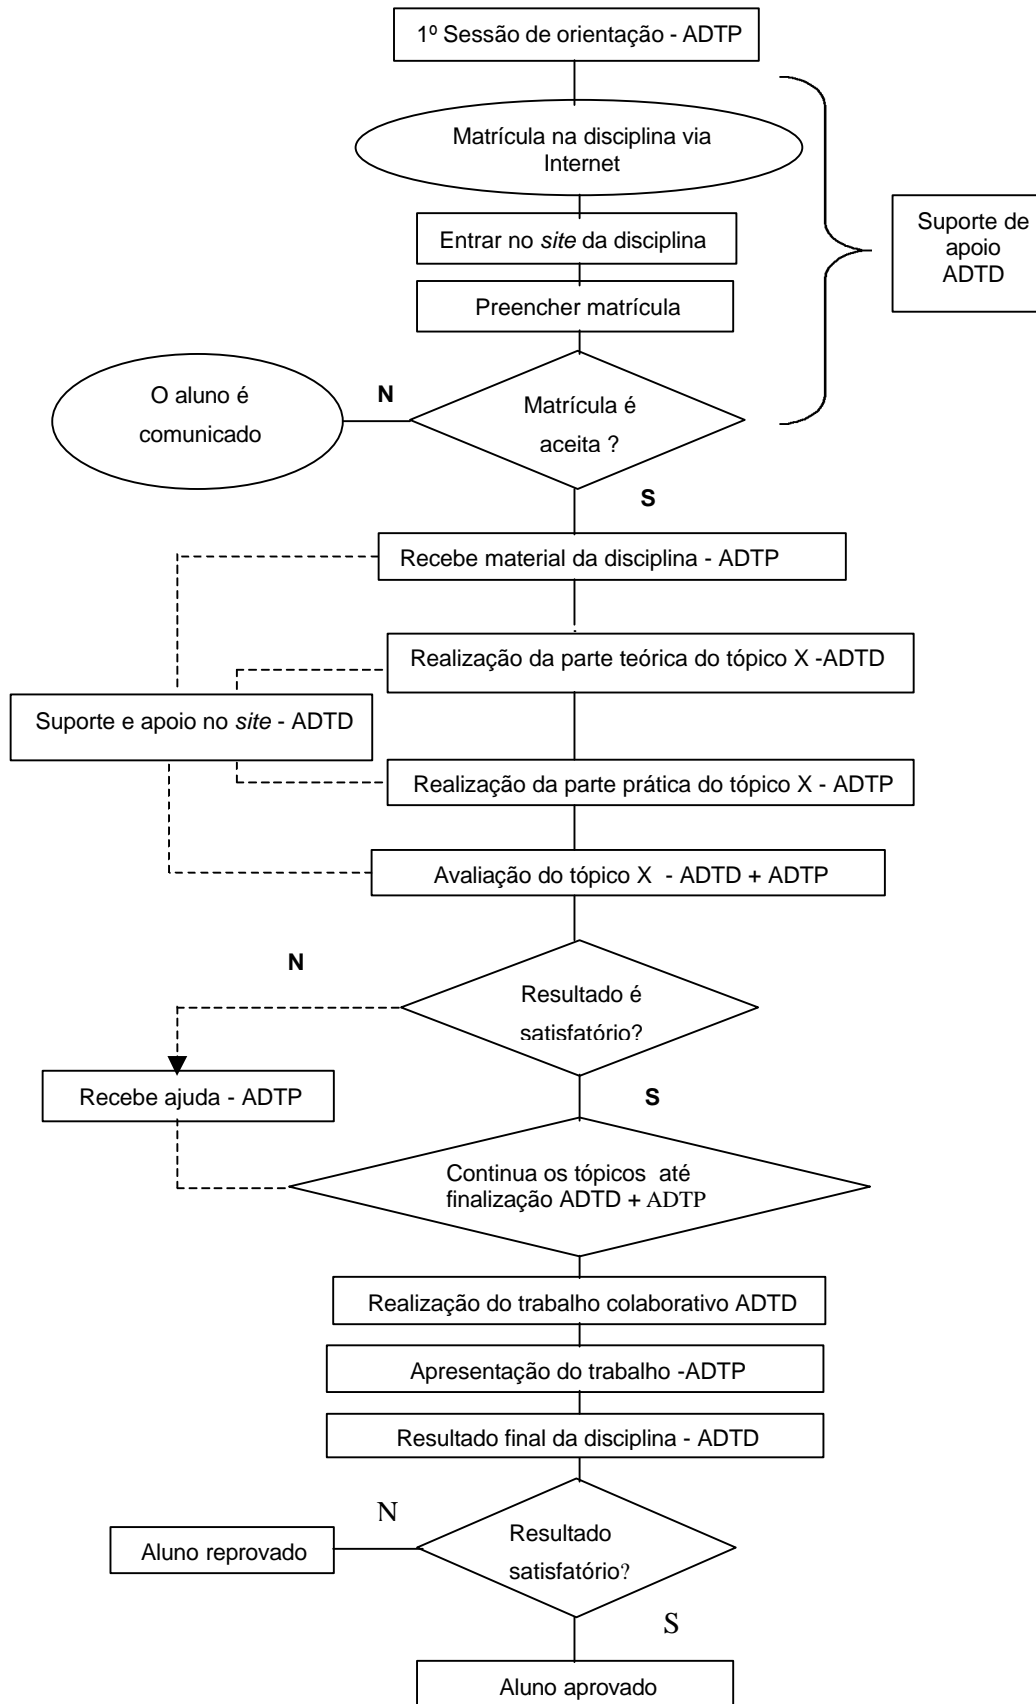 1º Sessão de orientação - ADTP
Matrícula na disciplina via
Internet
Entrar no site da disciplina
Suporte de
apoio
ADTD
Preencher matrícula
O aluno é
comunicado
N
Matrícula é
aceita ?
S
Recebe material da disciplina - ADTP
Realização da parte teórica do tópico X -ADTD
Suporte e apoio no site - ADTD
Realização da parte prática do tópico X - ADTP
Avaliação do tópico X - ADTD + ADTP
N
Resultado é
satisfatório?
Recebe ajuda - ADTP
S
Continua os tópicos até
finalização ADTD + ADTP
Realização do trabalho colaborativo ADTD
Apresentação do trabalho -ADTP
Resultado final da disciplina - ADTD
N
Aluno reprovado
Resultado
satisfatório?
S
Aluno aprovado